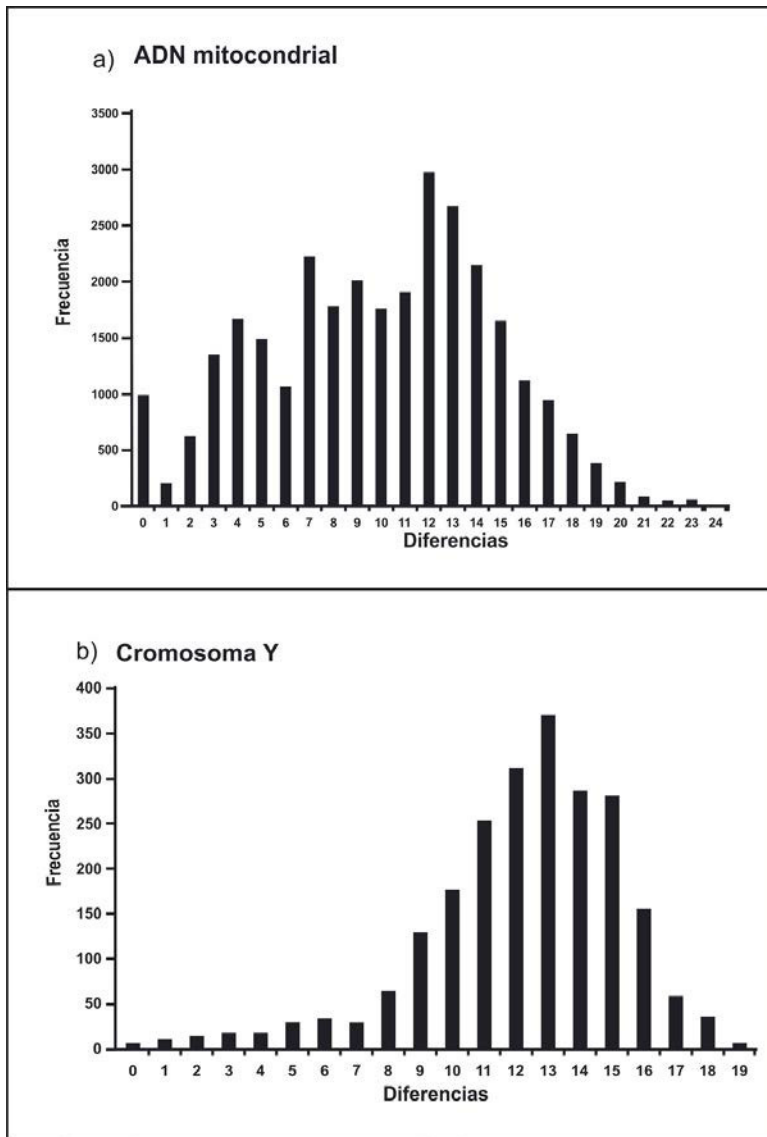 a) ADN mitocondrial
3500
3000
2500
2000
1500
1000
500
0
Frecuencia
0 1 2 3 4 5 6 7 8 9 10 11 12 13 14 15 16 17 18 19 20 21 22 23 24
Diferencias
b) Cromosoma Y
400
350
300
250
200
150
100
50
0
Frecuencia
0 1 2 3 4 5 6 7 8 9 10 11 12 13 14 15 16 17 18 19
Diferencias